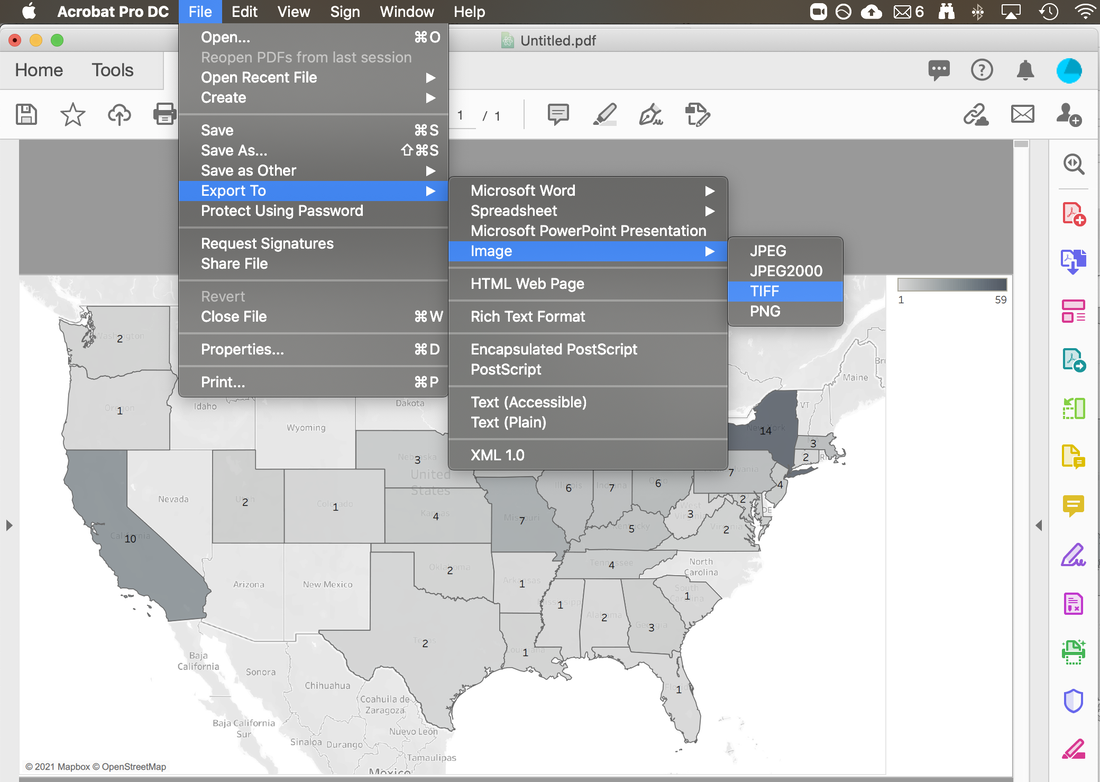 Acrobat Pro DC File Edit View Sign Window Help 6
Untitled.pdf
Home Tools
1 / 1
Open... ⌘O
Reopen PDFs from last session
Open Recent File ▶
Create ▶
Save ⌘S
Save As... ⇧⌘S
Save as Other ▶
Export To ▶
Protect Using Password
Request Signatures
Share File
Revert
Close File ⌘W
Properties... ⌘D
Print... ⌘P
Microsoft Word ▶
Spreadsheet ▶
Microsoft PowerPoint Presentation
Image ▶
HTML Web Page
Rich Text Format
Encapsulated PostScript
PostScript
Text (Accessible)
Text (Plain)
XML 1.0
JPEG
JPEG2000
TIFF
PNG
1 59
2
Maine
VT
1
Idaho
Dakota
Wyoming
14
3
2
3
United
States
7
Nevada
2
1
4
6
7
6
4
2
DE
10
7
5
3
2
Arizona
New Mexico
2
1
4
North
Carolina
1
1
2
3
2
1
1
Baja
California
Sonora
Chihuahua
Coahuila de
Zaragoza
Baja California
Sur
Nuevo León
Sinaloa
Durango
Tamaulipas
Mexico
© 2021 Mapbox © OpenStreetMap